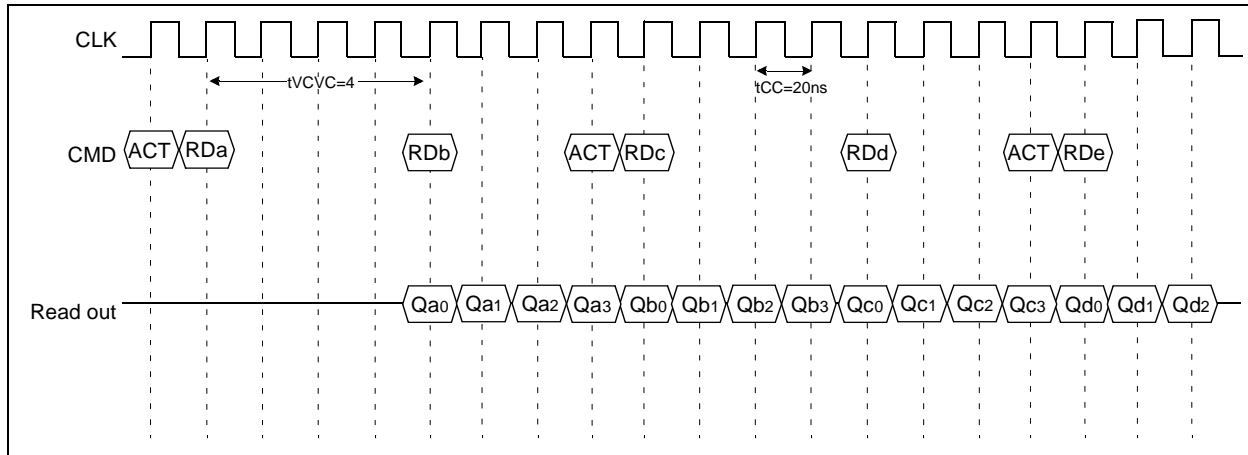 CLK
tVCVC=4
tCC=20ns
CMD
ACT RDa RDb ACT RDc RDd ACT RDe
Read out
Qa0 Qa1 Qa2 Qa3 Qb0 Qb1 Qb2 Qb3 Qc0 Qc1 Qc2 Qc3 Qd0 Qd1 Qd2